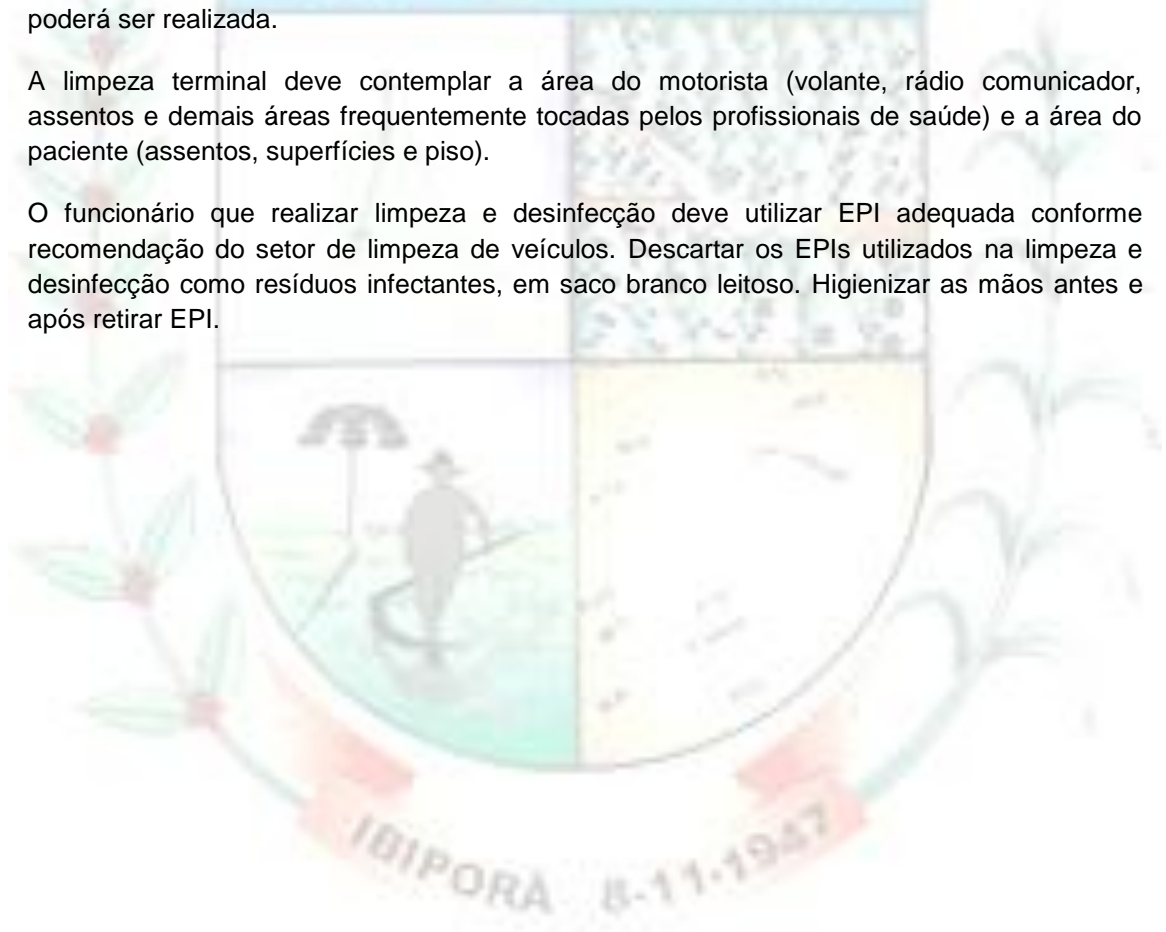 poderá ser realizada.
A limpeza terminal deve contemplar a área do motorista (volante, rádio comunicador,
assentos e demais áreas frequentemente tocadas pelos profissionais de saúde) e a área do
paciente (assentos, superfícies e piso).
O funcionário que realizar limpeza e desinfecção deve utilizar EPI adequada conforme
recomendação do setor de limpeza de veículos. Descartar os EPIs utilizados na limpeza e
desinfecção como resíduos infectantes, em saco branco leitoso. Higienizar as mãos antes e
após retirar EPI.
IBIPORÃ 8-11-1947